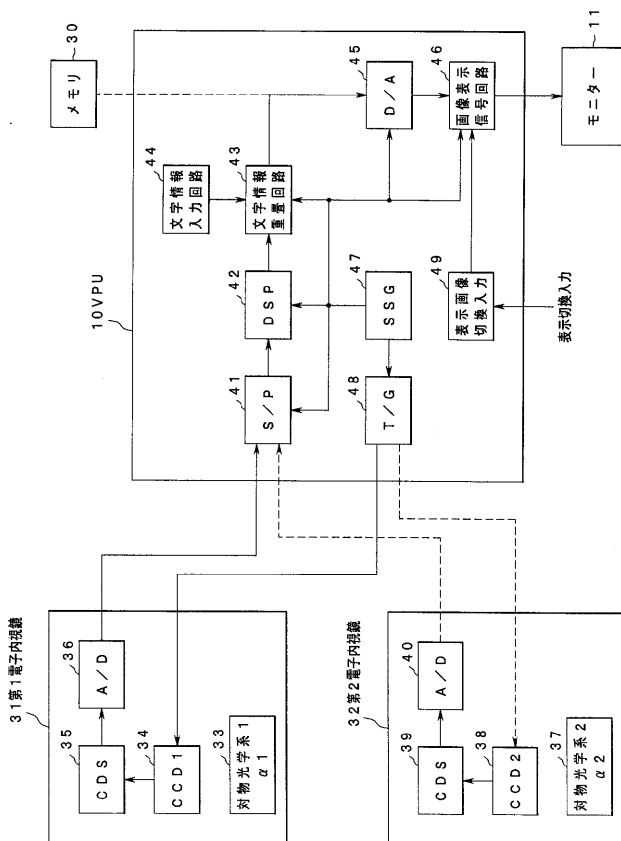 31第1電子内視鏡
35
CDS
36
A/D
34
CCD1
33
対物光学系1
α1
32第2電子内視鏡
39
CDS
40
A/D
38
CCD2
37
対物光学系2
α2
10VPU
41
S/P
42
DSP
43
文字情報
重畳回路
44
文字情報
入力回路
45
D/A
46
画像表示
信号回路
47
SSG
48
T/G
49
表示画像
切換入力
表示切換入力
30
メモリ
11
モニター